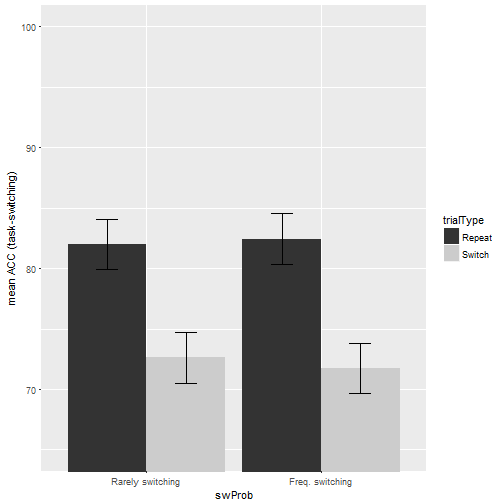 100
90
80
70
mean ACC (task-switching)
Rarely switching
Freq. switching
swProb
trialType
Repeat
Switch